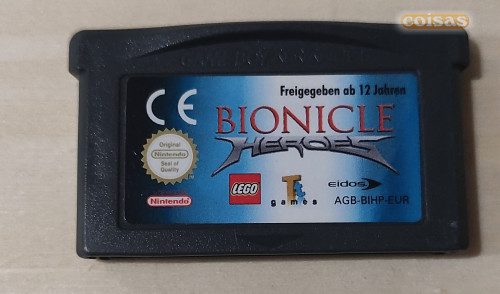 coisas
Freigegeben ab 12 Jahren
CE
BIONICLE
HEROES
Original
Nintendo
Seal of
Quality
Nintendo
LEGO
Tt
games
eidos
AGB-BIHP-EUR